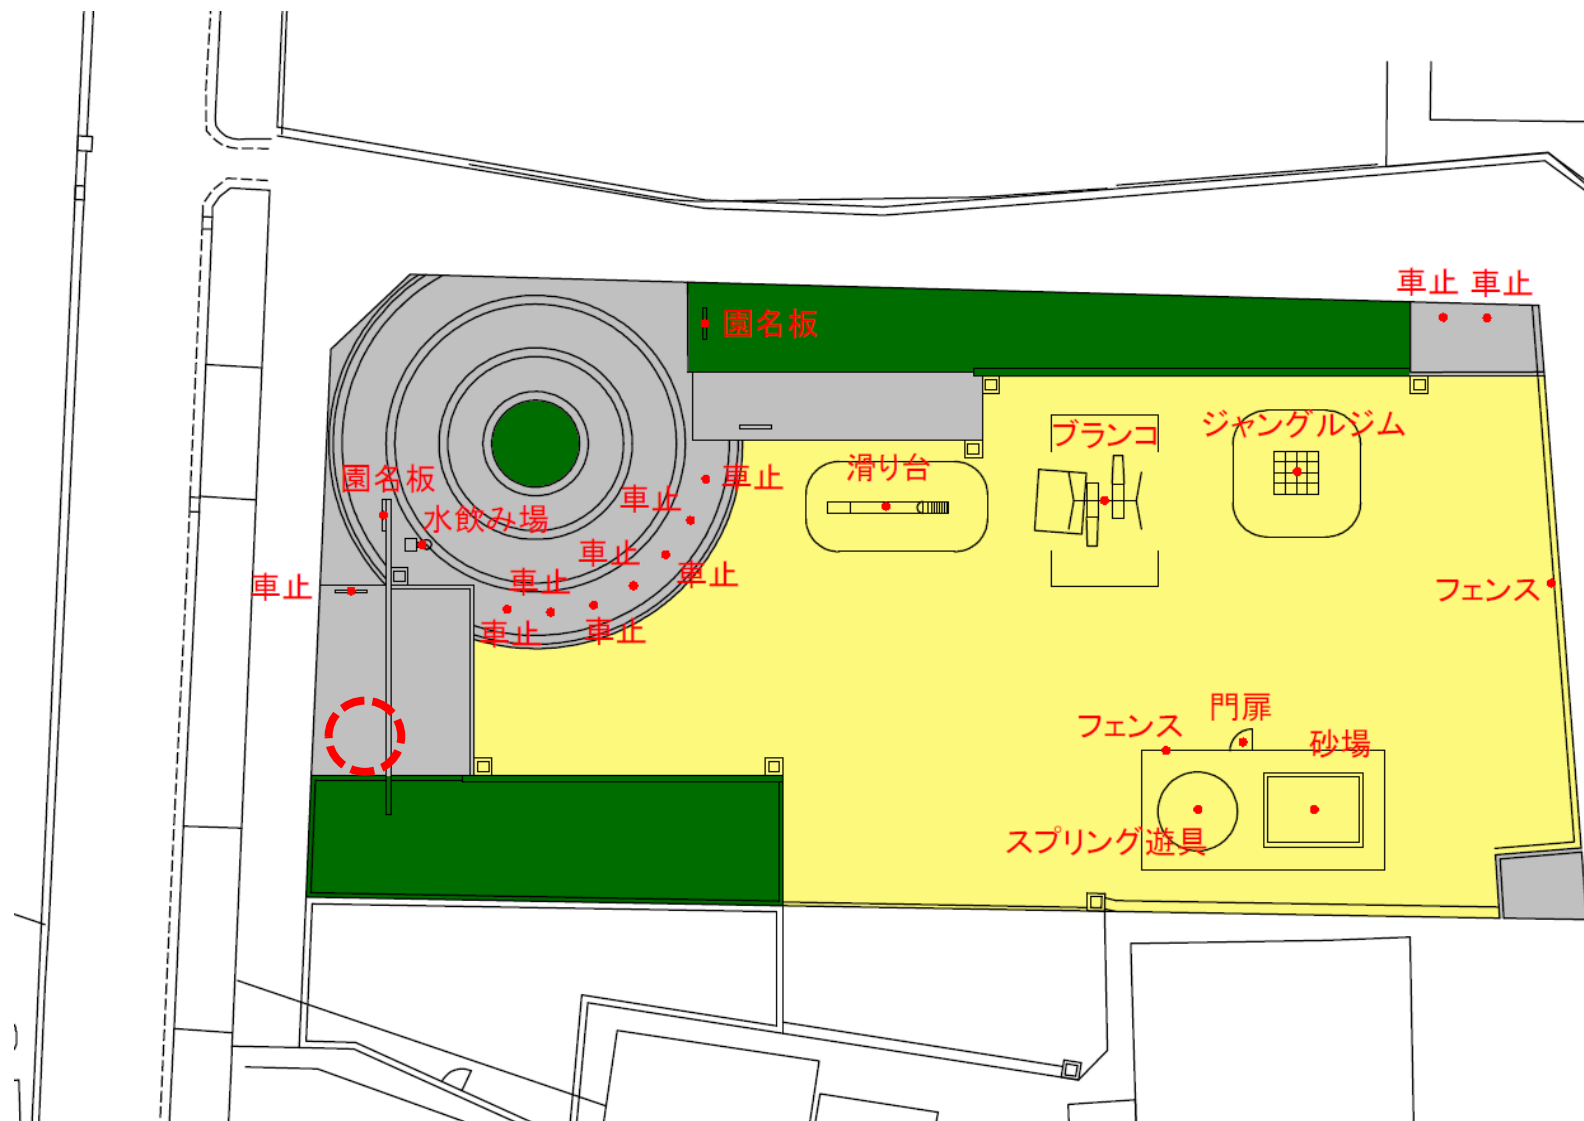 車止 車止
園名板
ブランコ
ジャングルジム
滑り台
園名板
車止
車止
水飲み場
車止
車止
車止
車止
フェンス
車止
車止
門扉
フェンス
砂場
スプリング遊具